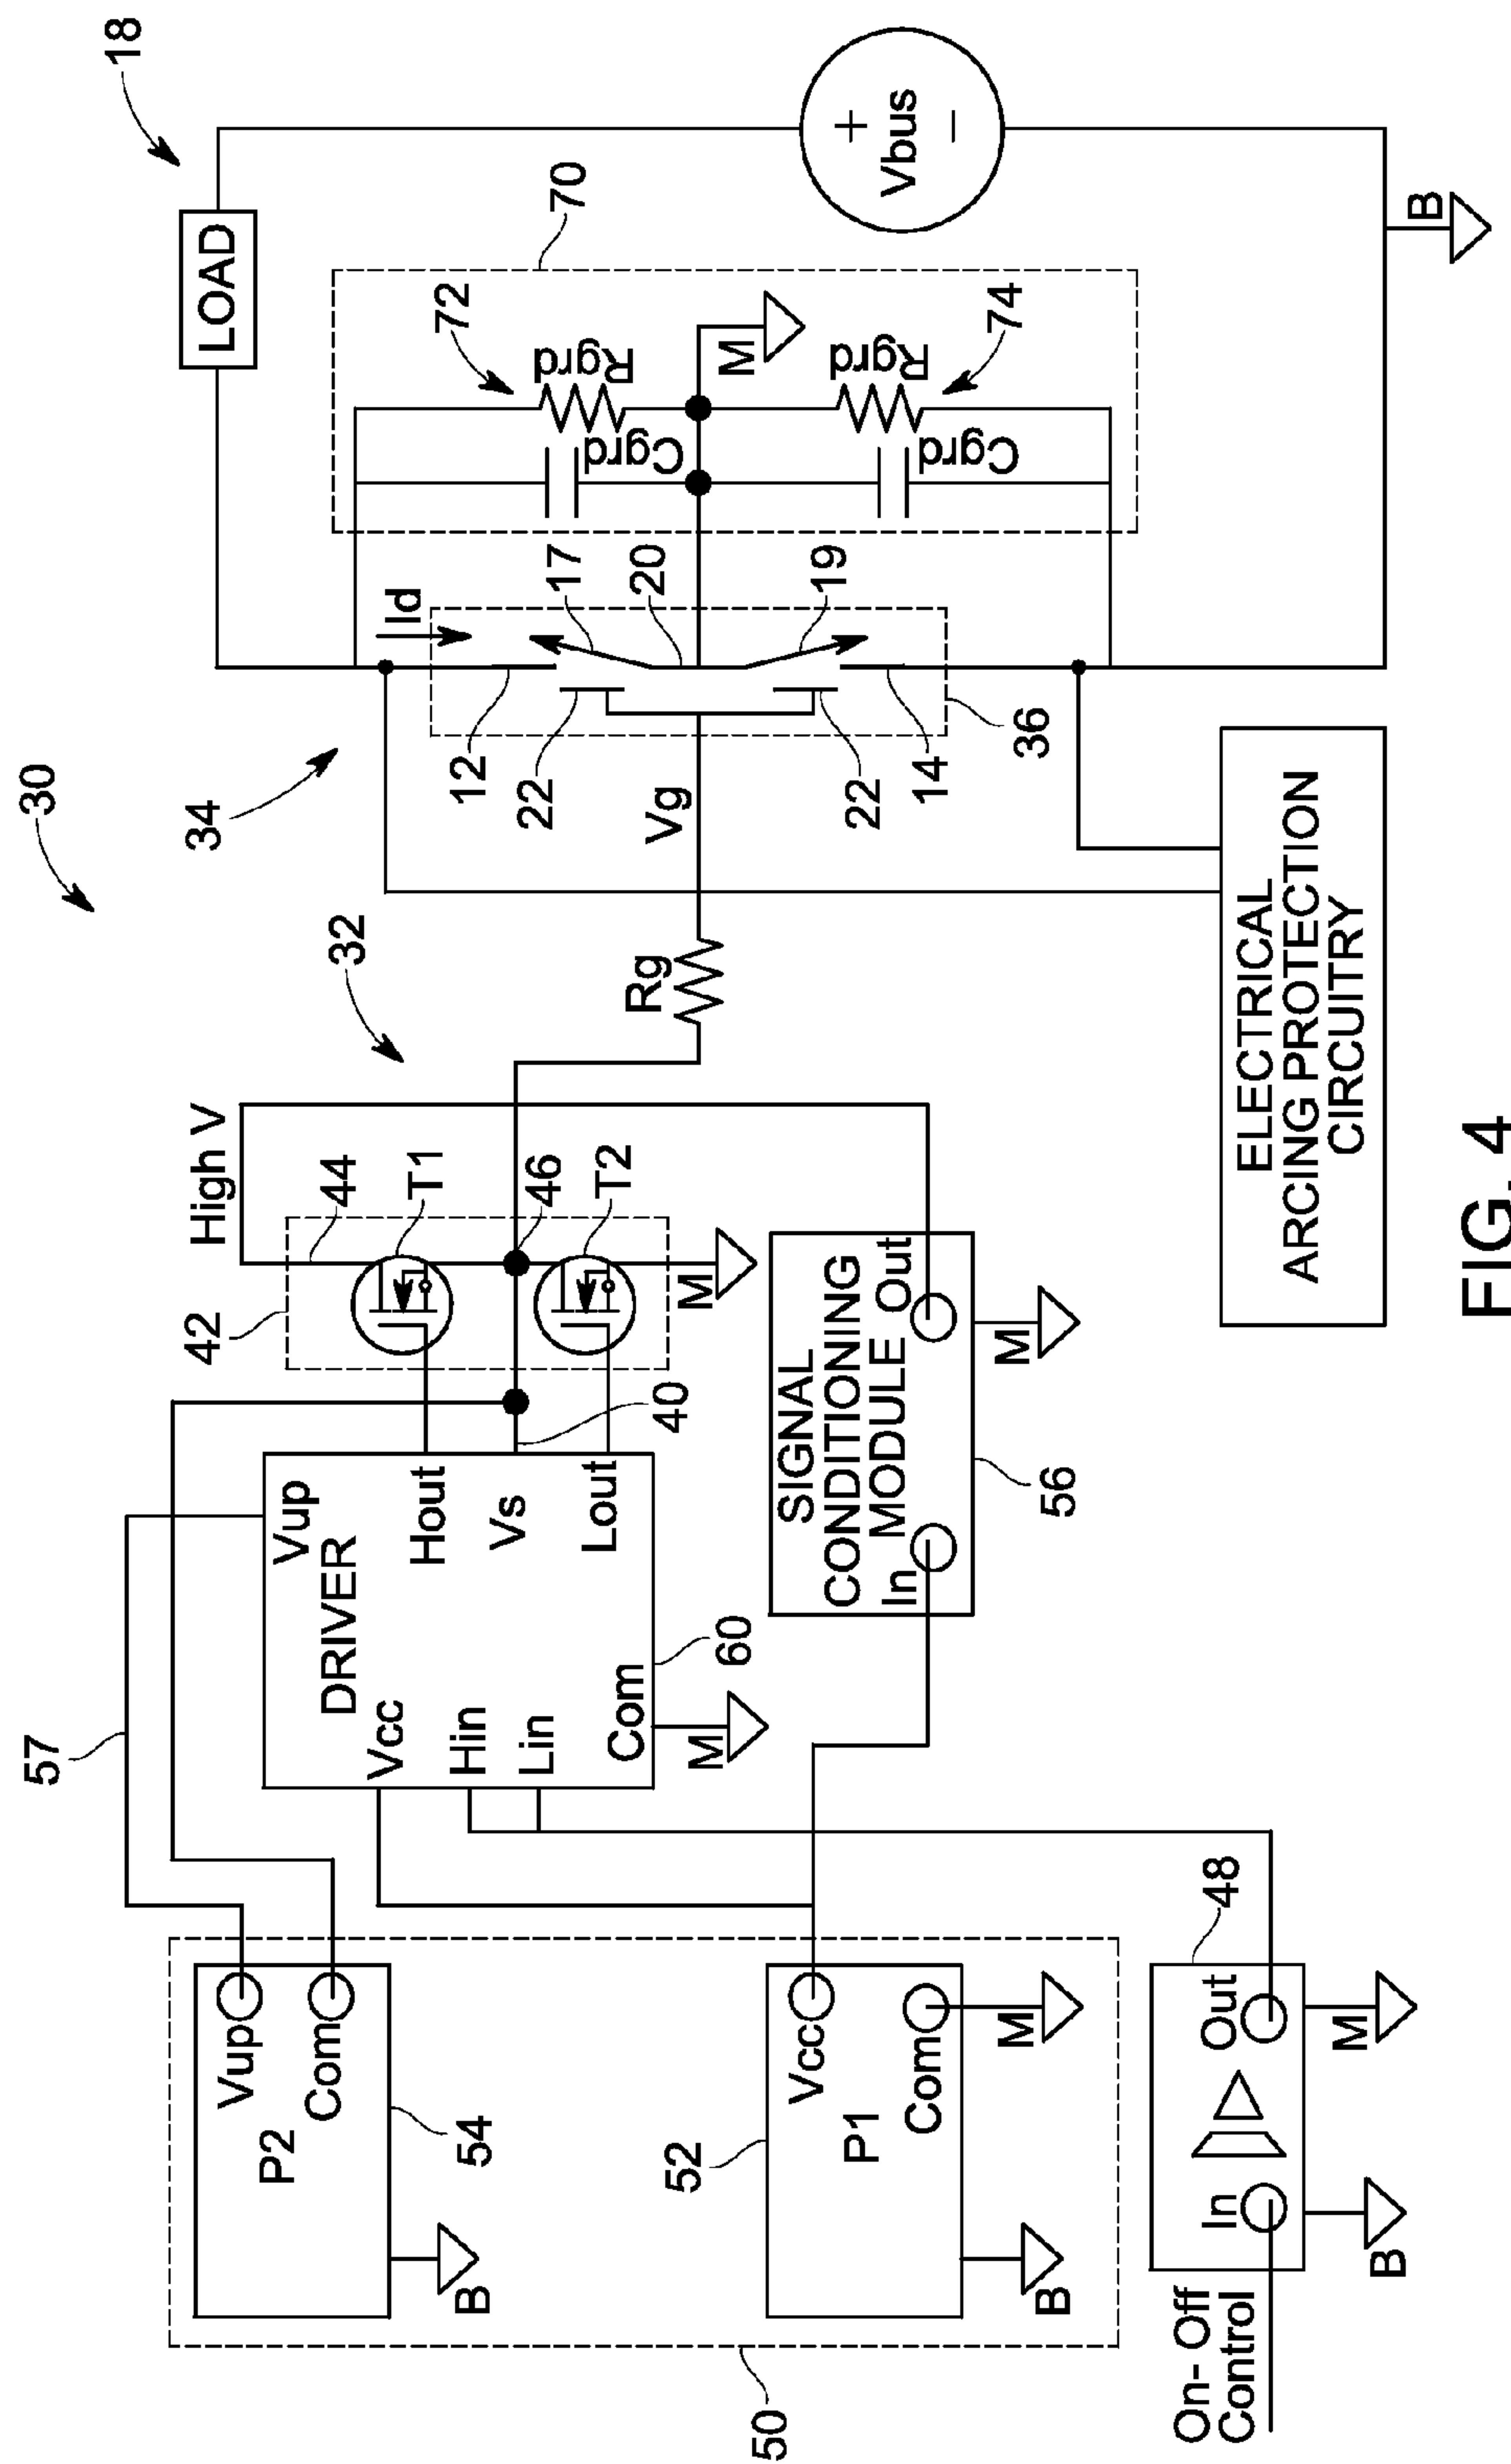 30
18
34
32
LOAD
70
72
Rgrd
Cgrd
M
Rgrd
Cgrd
74
Vbus
+
−
B
Id
12
17
22
20
19
22
14
36
Vg
Rg
High V
44
T1
42
46
T2
M
40
57
DRIVER
Vup
Vcc
Hout
Hin
Vs
Lin
Lout
Com
M
60
SIGNAL
CONDITIONING
MODULE
In
Out
M
56
ELECTRICAL
ARCING PROTECTION
CIRCUITRY
P2
Vup
Com
54
B
52
P1
Vcc
Com
M
B
50
On- Off
Control
In
Out
48
M
B
FIG. 4